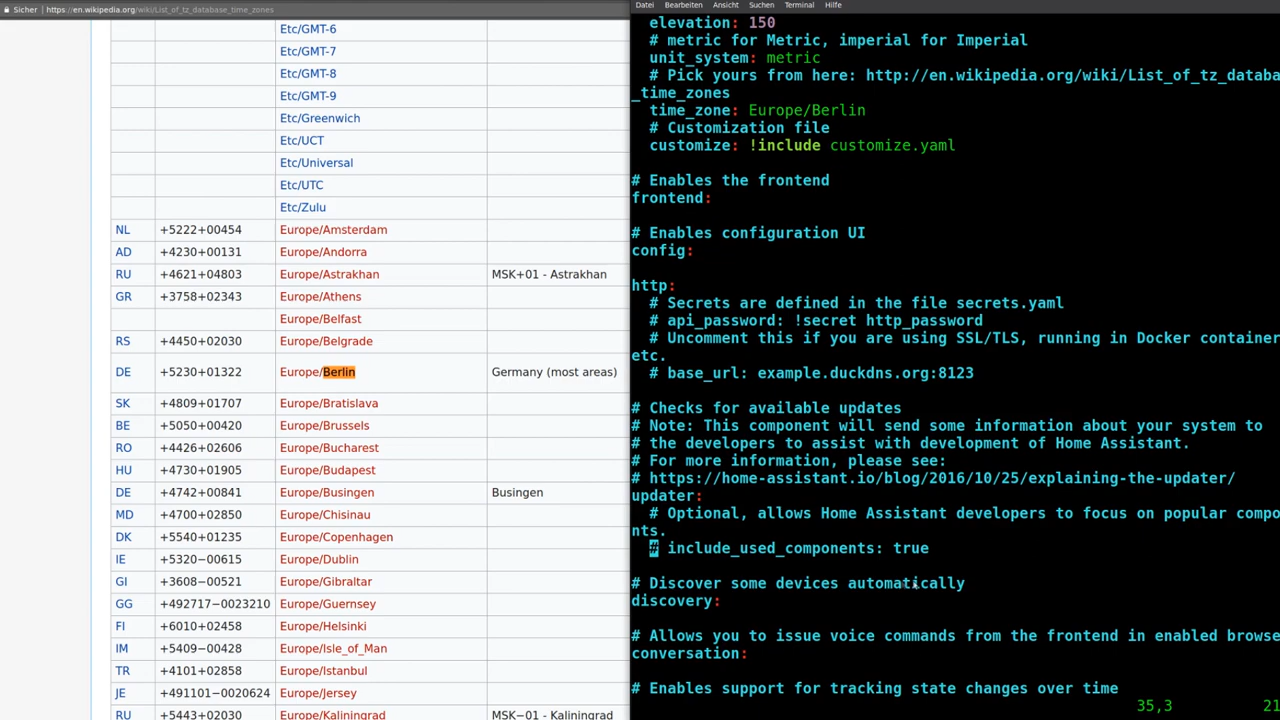 Sicher | https://en.wikipedia.org/wiki/List_of_tz_database_time_zones
Etc/GMT-6
Etc/GMT-7
Etc/GMT-8
Etc/GMT-9
Etc/Greenwich
Etc/UCT
Etc/Universal
Etc/UTC
Etc/Zulu
NL +5222+00454 Europe/Amsterdam
AD +4230+00131 Europe/Andorra
RU +4621+04803 Europe/Astrakhan MSK+01 - Astrakhan
GR +3758+02343 Europe/Athens
Europe/Belfast
RS +4450+02030 Europe/Belgrade
DE +5230+01322 Europe/Berlin Germany (most areas)
SK +4809+01707 Europe/Bratislava
BE +5050+00420 Europe/Brussels
RO +4426+02606 Europe/Bucharest
HU +4730+01905 Europe/Budapest
DE +4742+00841 Europe/Busingen Busingen
MD +4700+02850 Europe/Chisinau
DK +5540+01235 Europe/Copenhagen
IE +5320−00615 Europe/Dublin
GI +3608−00521 Europe/Gibraltar
GG +492717−0023210 Europe/Guernsey
FI +6010+02458 Europe/Helsinki
IM +5409−00428 Europe/Isle_of_Man
TR +4101+02858 Europe/Istanbul
JE +491101−0020624 Europe/Jersey
RU +5443+02030 Europe/Kaliningrad MSK−01 - Kaliningrad
Datei Bearbeiten Ansicht Suchen Terminal Hilfe
elevation: 150
# metric for Metric, imperial for Imperial
unit_system: metric
# Pick yours from here: http://en.wikipedia.org/wiki/List_of_tz_databa
_time_zones
time_zone: Europe/Berlin
# Customization file
customize: !include customize.yaml
# Enables the frontend
frontend:
# Enables configuration UI
config:
http:
# Secrets are defined in the file secrets.yaml
# api_password: !secret http_password
# Uncomment this if you are using SSL/TLS, running in Docker container
etc.
# base_url: example.duckdns.org:8123
# Checks for available updates
# Note: This component will send some information about your system to
# the developers to assist with development of Home Assistant.
# For more information, please see:
# https://home-assistant.io/blog/2016/10/25/explaining-the-updater/
updater:
# Optional, allows Home Assistant developers to focus on popular compo
nts.
# include_used_components: true
# Discover some devices automatically
discovery:
# Allows you to issue voice commands from the frontend in enabled browse
conversation:
# Enables support for tracking state changes over time
35,3 21